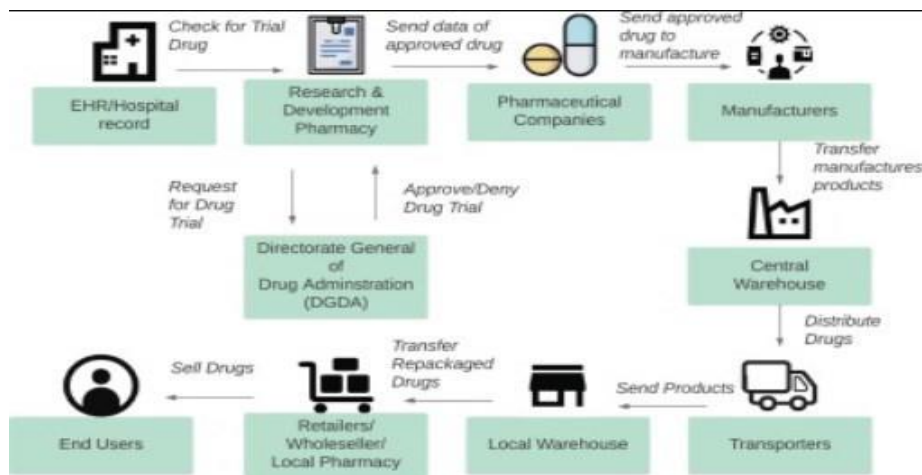 Check for Trial
Drug
Send data of
approved drug
Send approved
drug to
manufacture
EHR/Hospital
record
Research &
Development
Pharmacy
Pharmaceutical
Companies
Manufacturers
Transfer
manufactures
products
Request
for Drug
Trial
Approve/Deny
Drug Trial
Directorate General
of
Drug Adminstration
(DGDA)
Central
Warehouse
Distribute
Drugs
Sell Drugs
Transfer
Repackaged
Drugs
Send Products
End Users
Retailers/
Wholeseller/
Local Pharmacy
Local Warehouse
Transporters